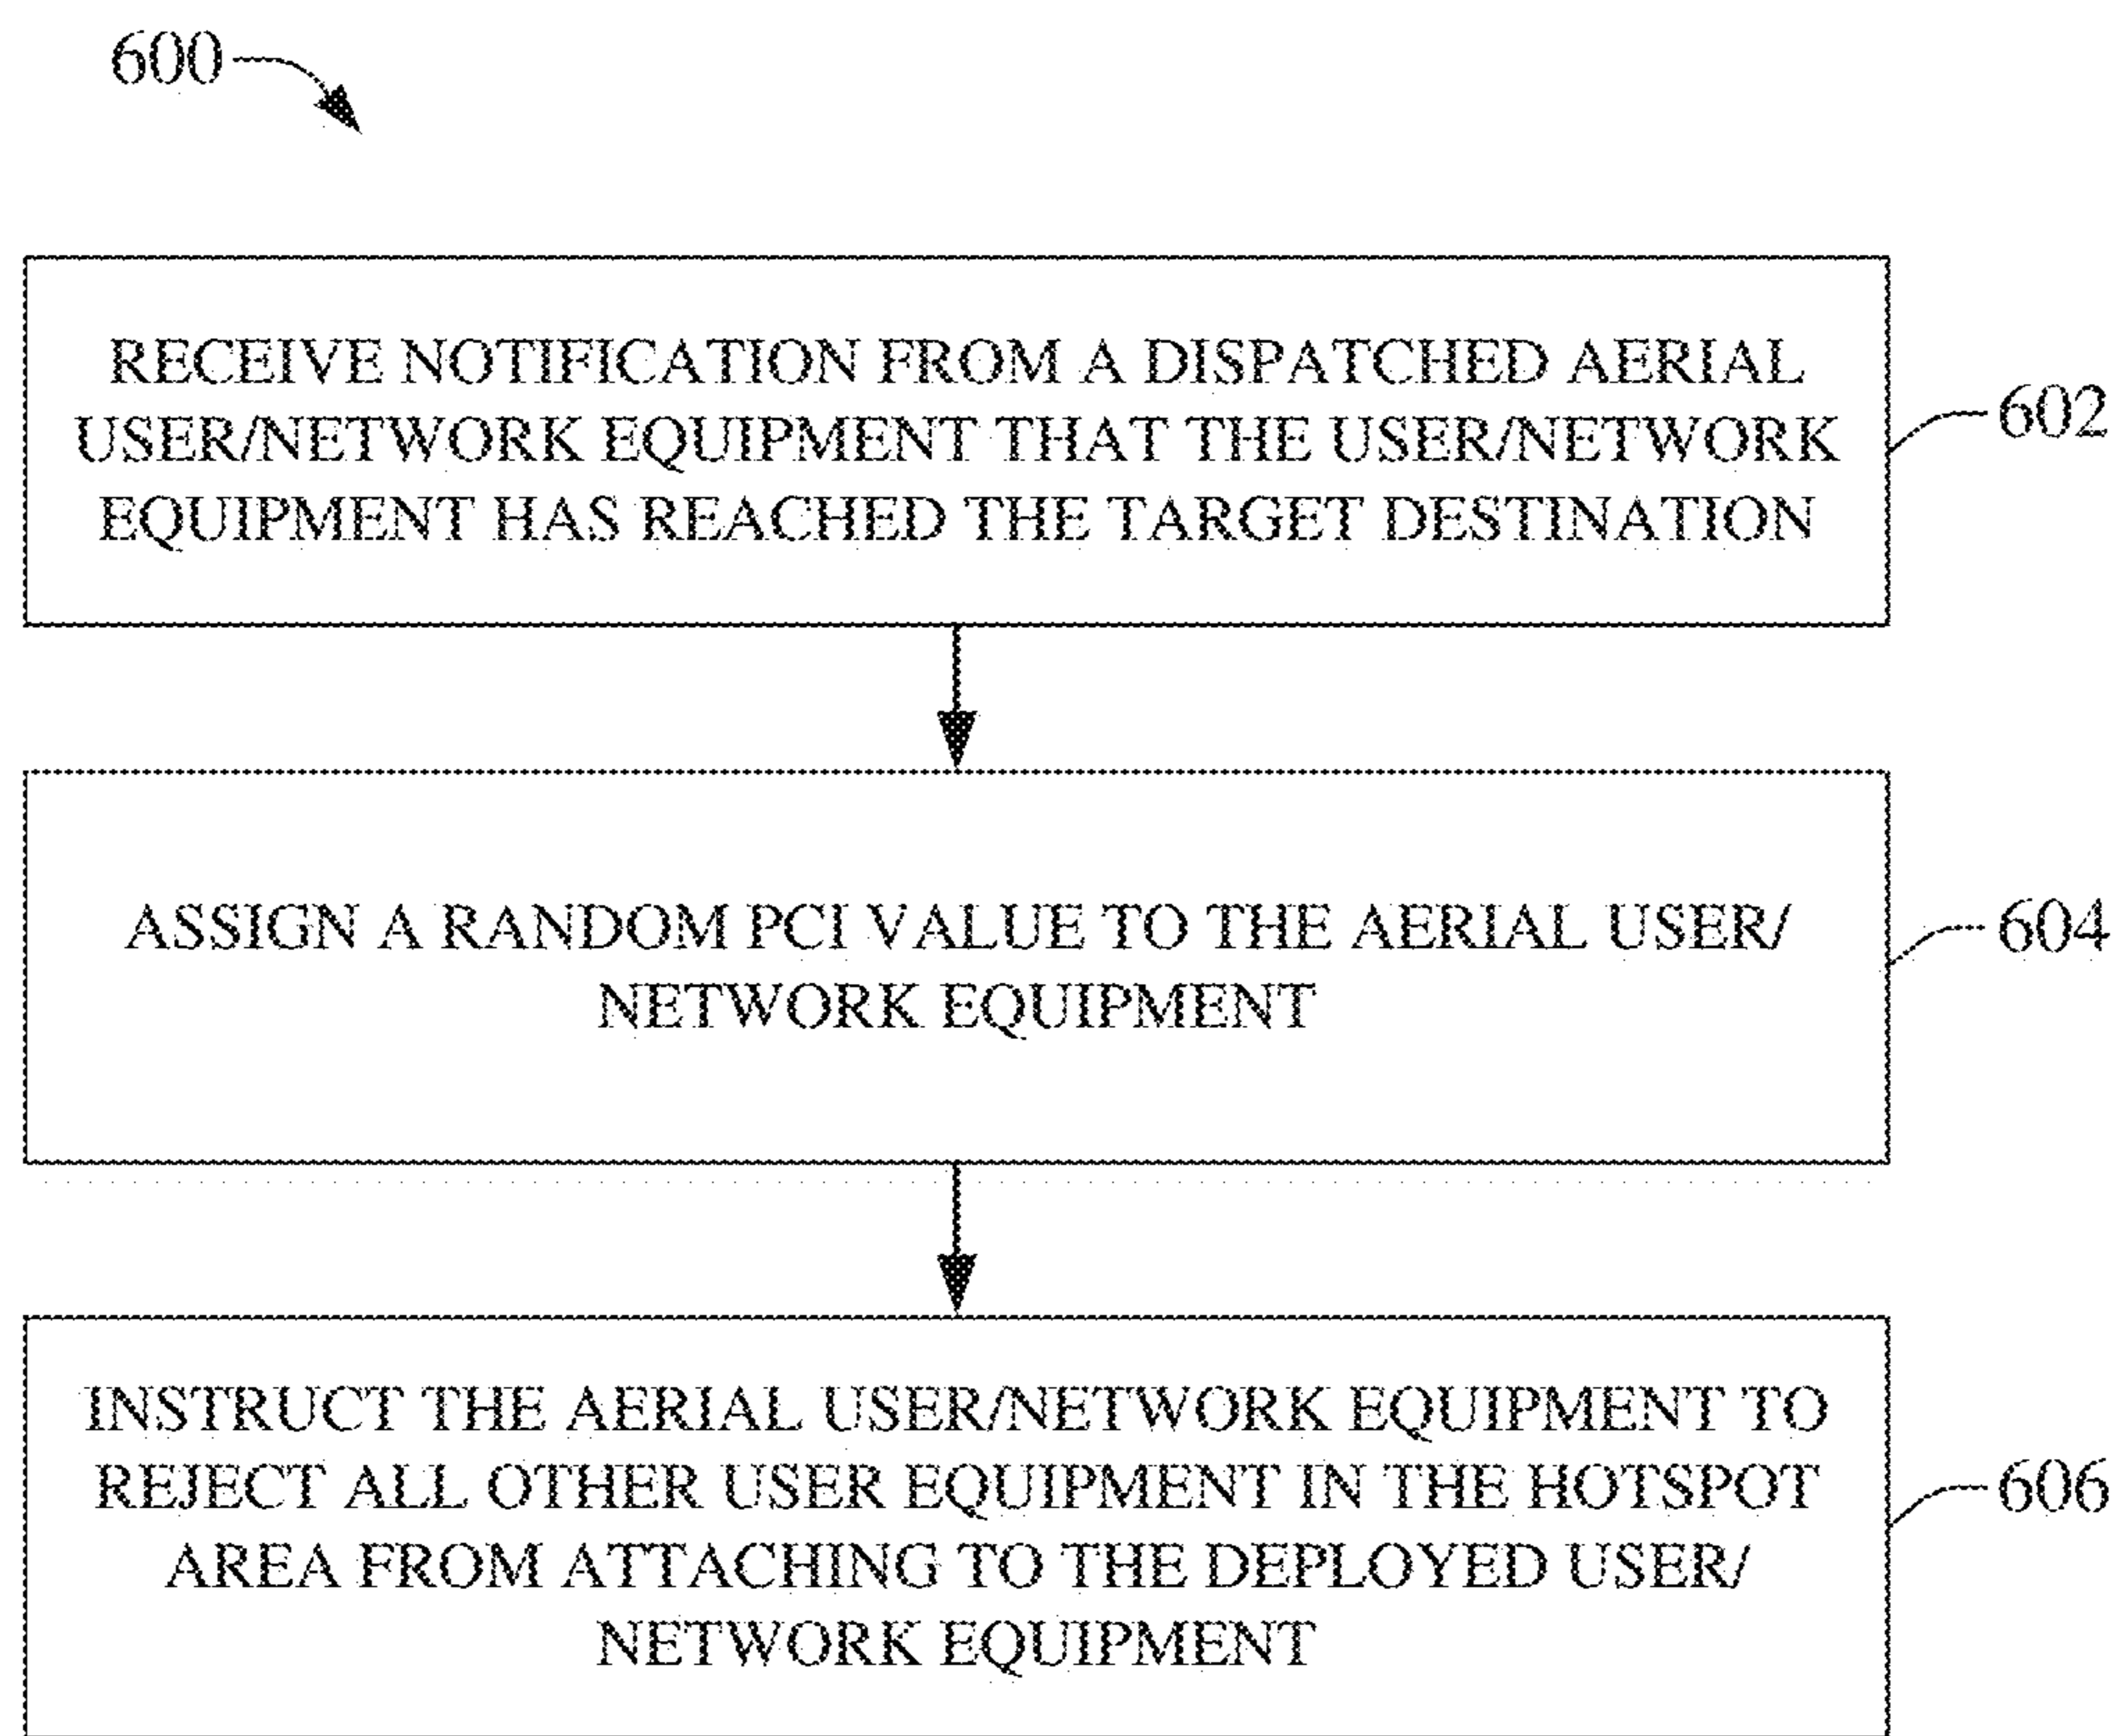 600
RECEIVE NOTIFICATION FROM A DISPATCHED AERIAL
USER/NETWORK EQUIPMENT THAT THE USER/NETWORK
EQUIPMENT HAS REACHED THE TARGET DESTINATION
602
ASSIGN A RANDOM PCI VALUE TO THE AERIAL USER/
NETWORK EQUIPMENT
604
INSTRUCT THE AERIAL USER/NETWORK EQUIPMENT TO
REJECT ALL OTHER USER EQUIPMENT IN THE HOTSPOT
AREA FROM ATTACHING TO THE DEPLOYED USER/
NETWORK EQUIPMENT
606